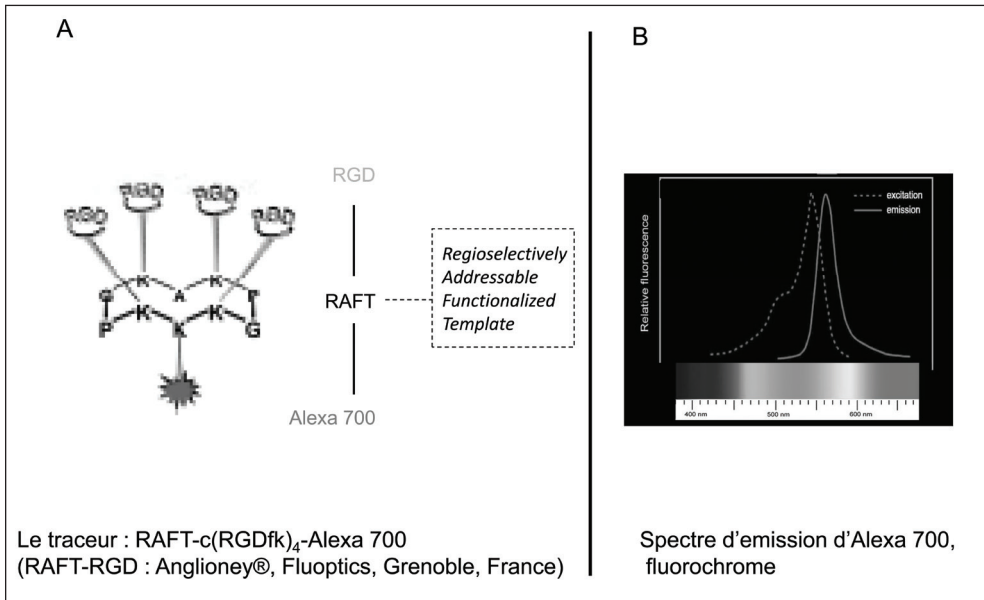 A
RGD
RGD
RGD
RGD
RGD
K
K
G
A
P
K
K
P
K
G
RAFT
Regioselectively
Addressable
Functionalized
Template
Alexa 700
Le traceur : RAFT-c(RGDfk)4-Alexa 700
(RAFT-RGD : Anglioney®, Fluoptics, Grenoble, France)
B
excitation
emission
Relative fluorescence
400 nm
500 nm
600 nm
Spectre d’emission d’Alexa 700,
fluorochrome